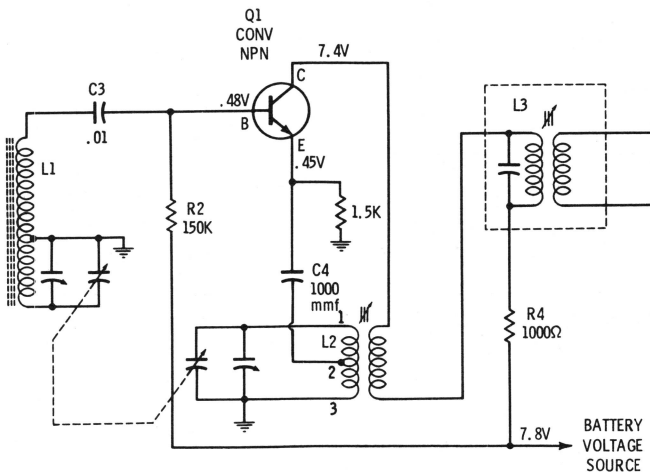 Q1
CONV
NPN
7.4V
C3
.01
.48V
B
C
E
.45V
L1
L3
R2
150K
1.5K
C4
1000
mmf
1
L2
2
3
R4
1000Ω
7.8V
BATTERY
VOLTAGE
SOURCE